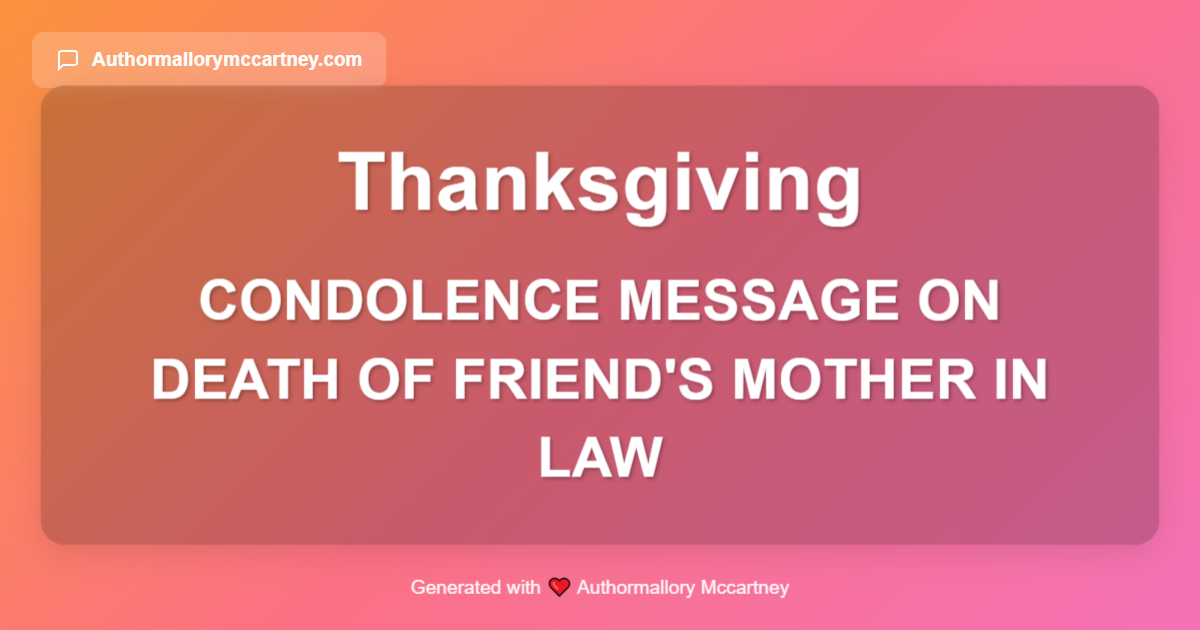 Authormallorymccartney.com
Thanksgiving
CONDOLENCE MESSAGE ON
DEATH OF FRIEND'S MOTHER IN
LAW
Generated with ❤️ Authormallory Mccartney